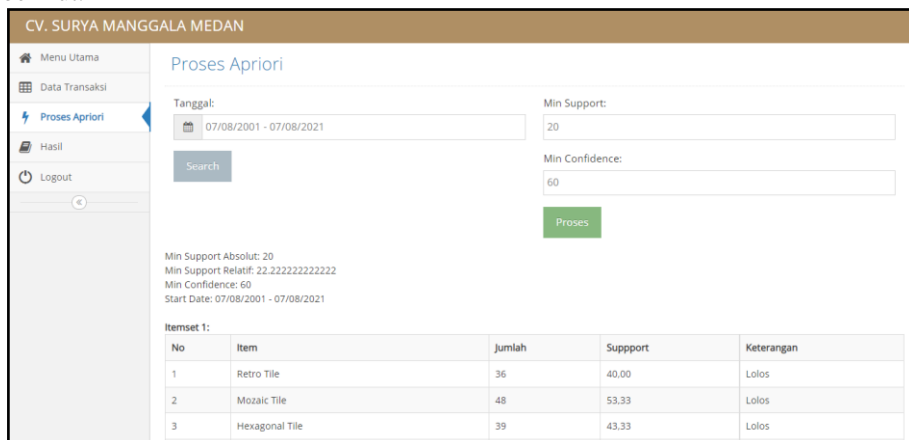 CV. SURYA MANGGALA MEDAN
Menu Utama
Data Transaksi
Proses Apriori
Hasil
Logout
Proses Apriori
Tanggal:
07/08/2001 - 07/08/2021
Search
Min Support:
20
Min Confidence:
60
Proses
Min Support Absolut: 20
Min Support Relatif: 22.222222222222
Min Confidence: 60
Start Date: 07/08/2001 - 07/08/2021
Itemset 1:
No Item Jumlah Suppport Keterangan
1 Retro Tile 36 40,00 Lolos
2 Mozaic Tile 48 53,33 Lolos
3 Hexagonal Tile 39 43,33 Lolos